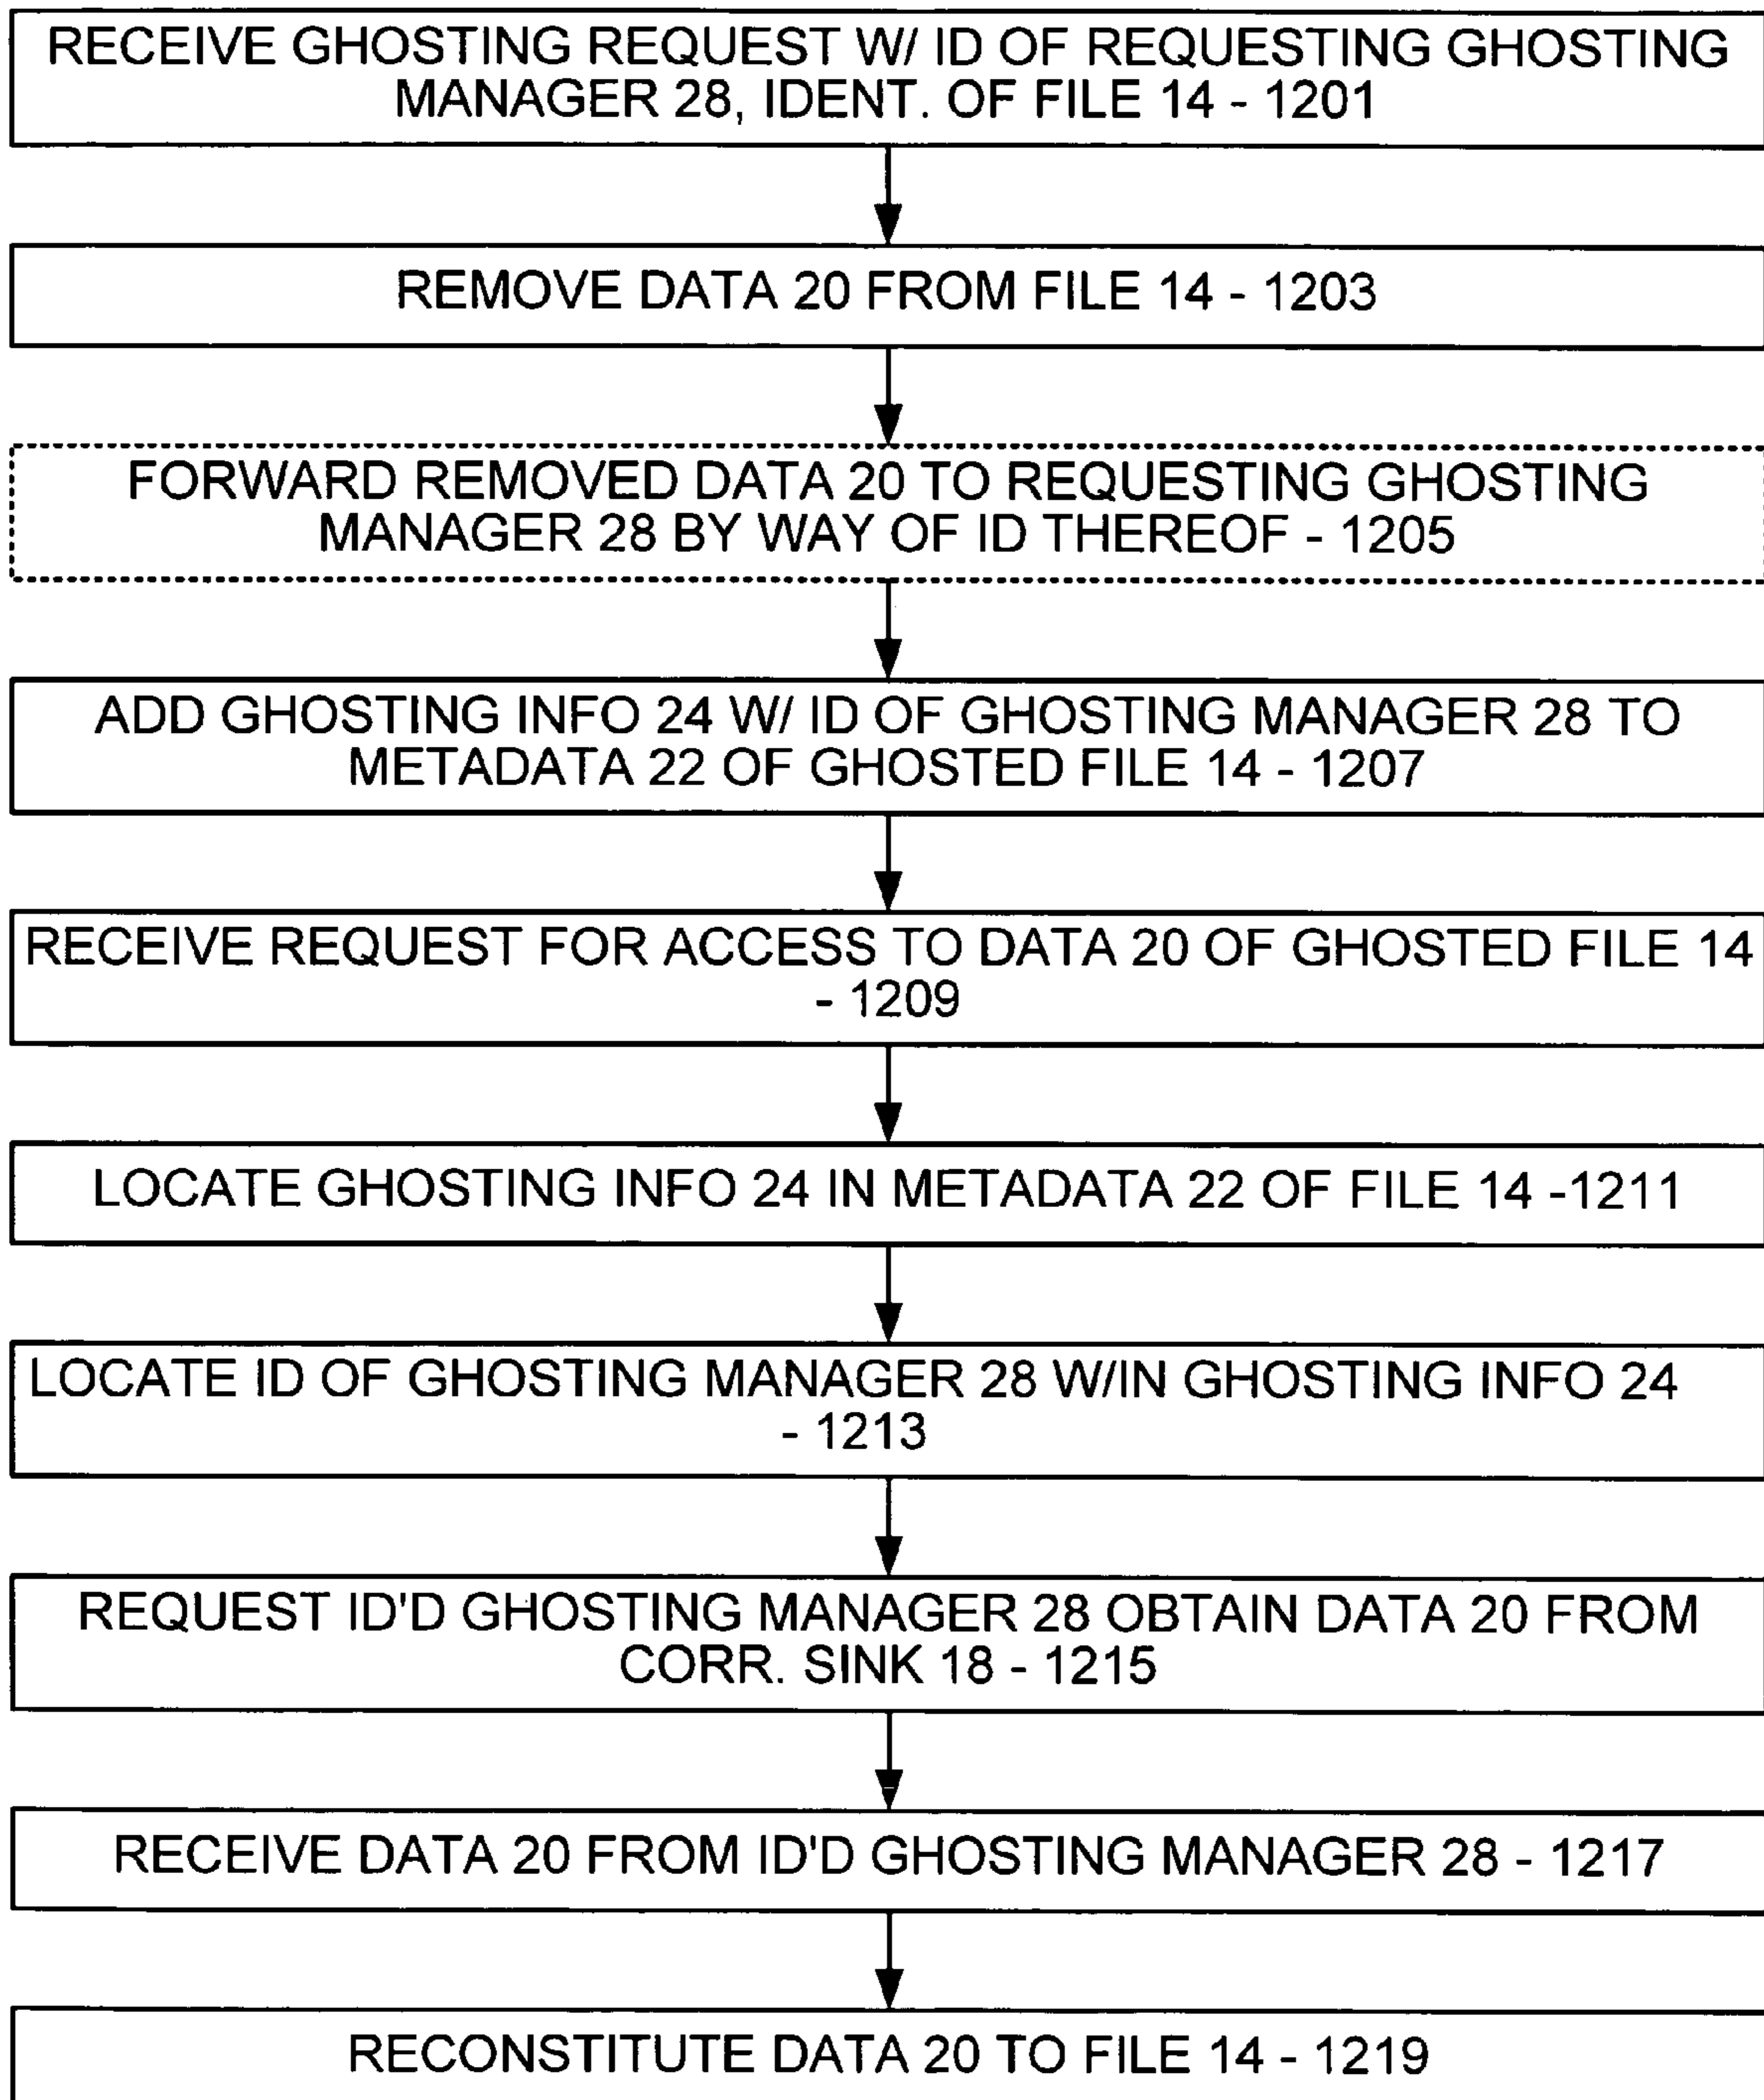 RECEIVE GHOSTING REQUEST W/ ID OF REQUESTING GHOSTING
MANAGER 28, IDENT. OF FILE 14 - 1201
REMOVE DATA 20 FROM FILE 14 - 1203
FORWARD REMOVED DATA 20 TO REQUESTING GHOSTING
MANAGER 28 BY WAY OF ID THEREOF - 1205
ADD GHOSTING INFO 24 W/ ID OF GHOSTING MANAGER 28 TO
METADATA 22 OF GHOSTED FILE 14 - 1207
RECEIVE REQUEST FOR ACCESS TO DATA 20 OF GHOSTED FILE 14
- 1209
LOCATE GHOSTING INFO 24 IN METADATA 22 OF FILE 14 -1211
LOCATE ID OF GHOSTING MANAGER 28 W/IN GHOSTING INFO 24
- 1213
REQUEST ID'D GHOSTING MANAGER 28 OBTAIN DATA 20 FROM
CORR. SINK 18 - 1215
RECEIVE DATA 20 FROM ID'D GHOSTING MANAGER 28 - 1217
RECONSTITUTE DATA 20 TO FILE 14 - 1219